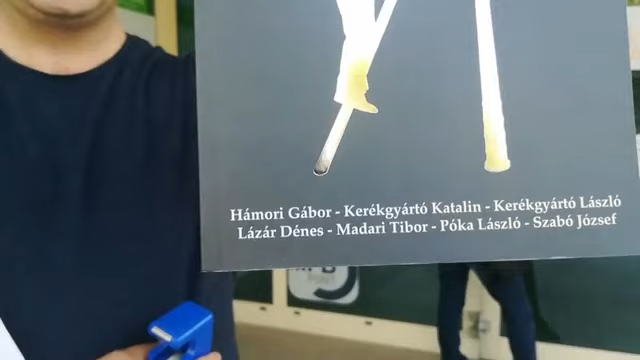 Hámori Gábor - Kerékgyártó Katalin - Kerékgyártó László
Lázár Dénes - Madari Tibor - Póka László - Szabó József